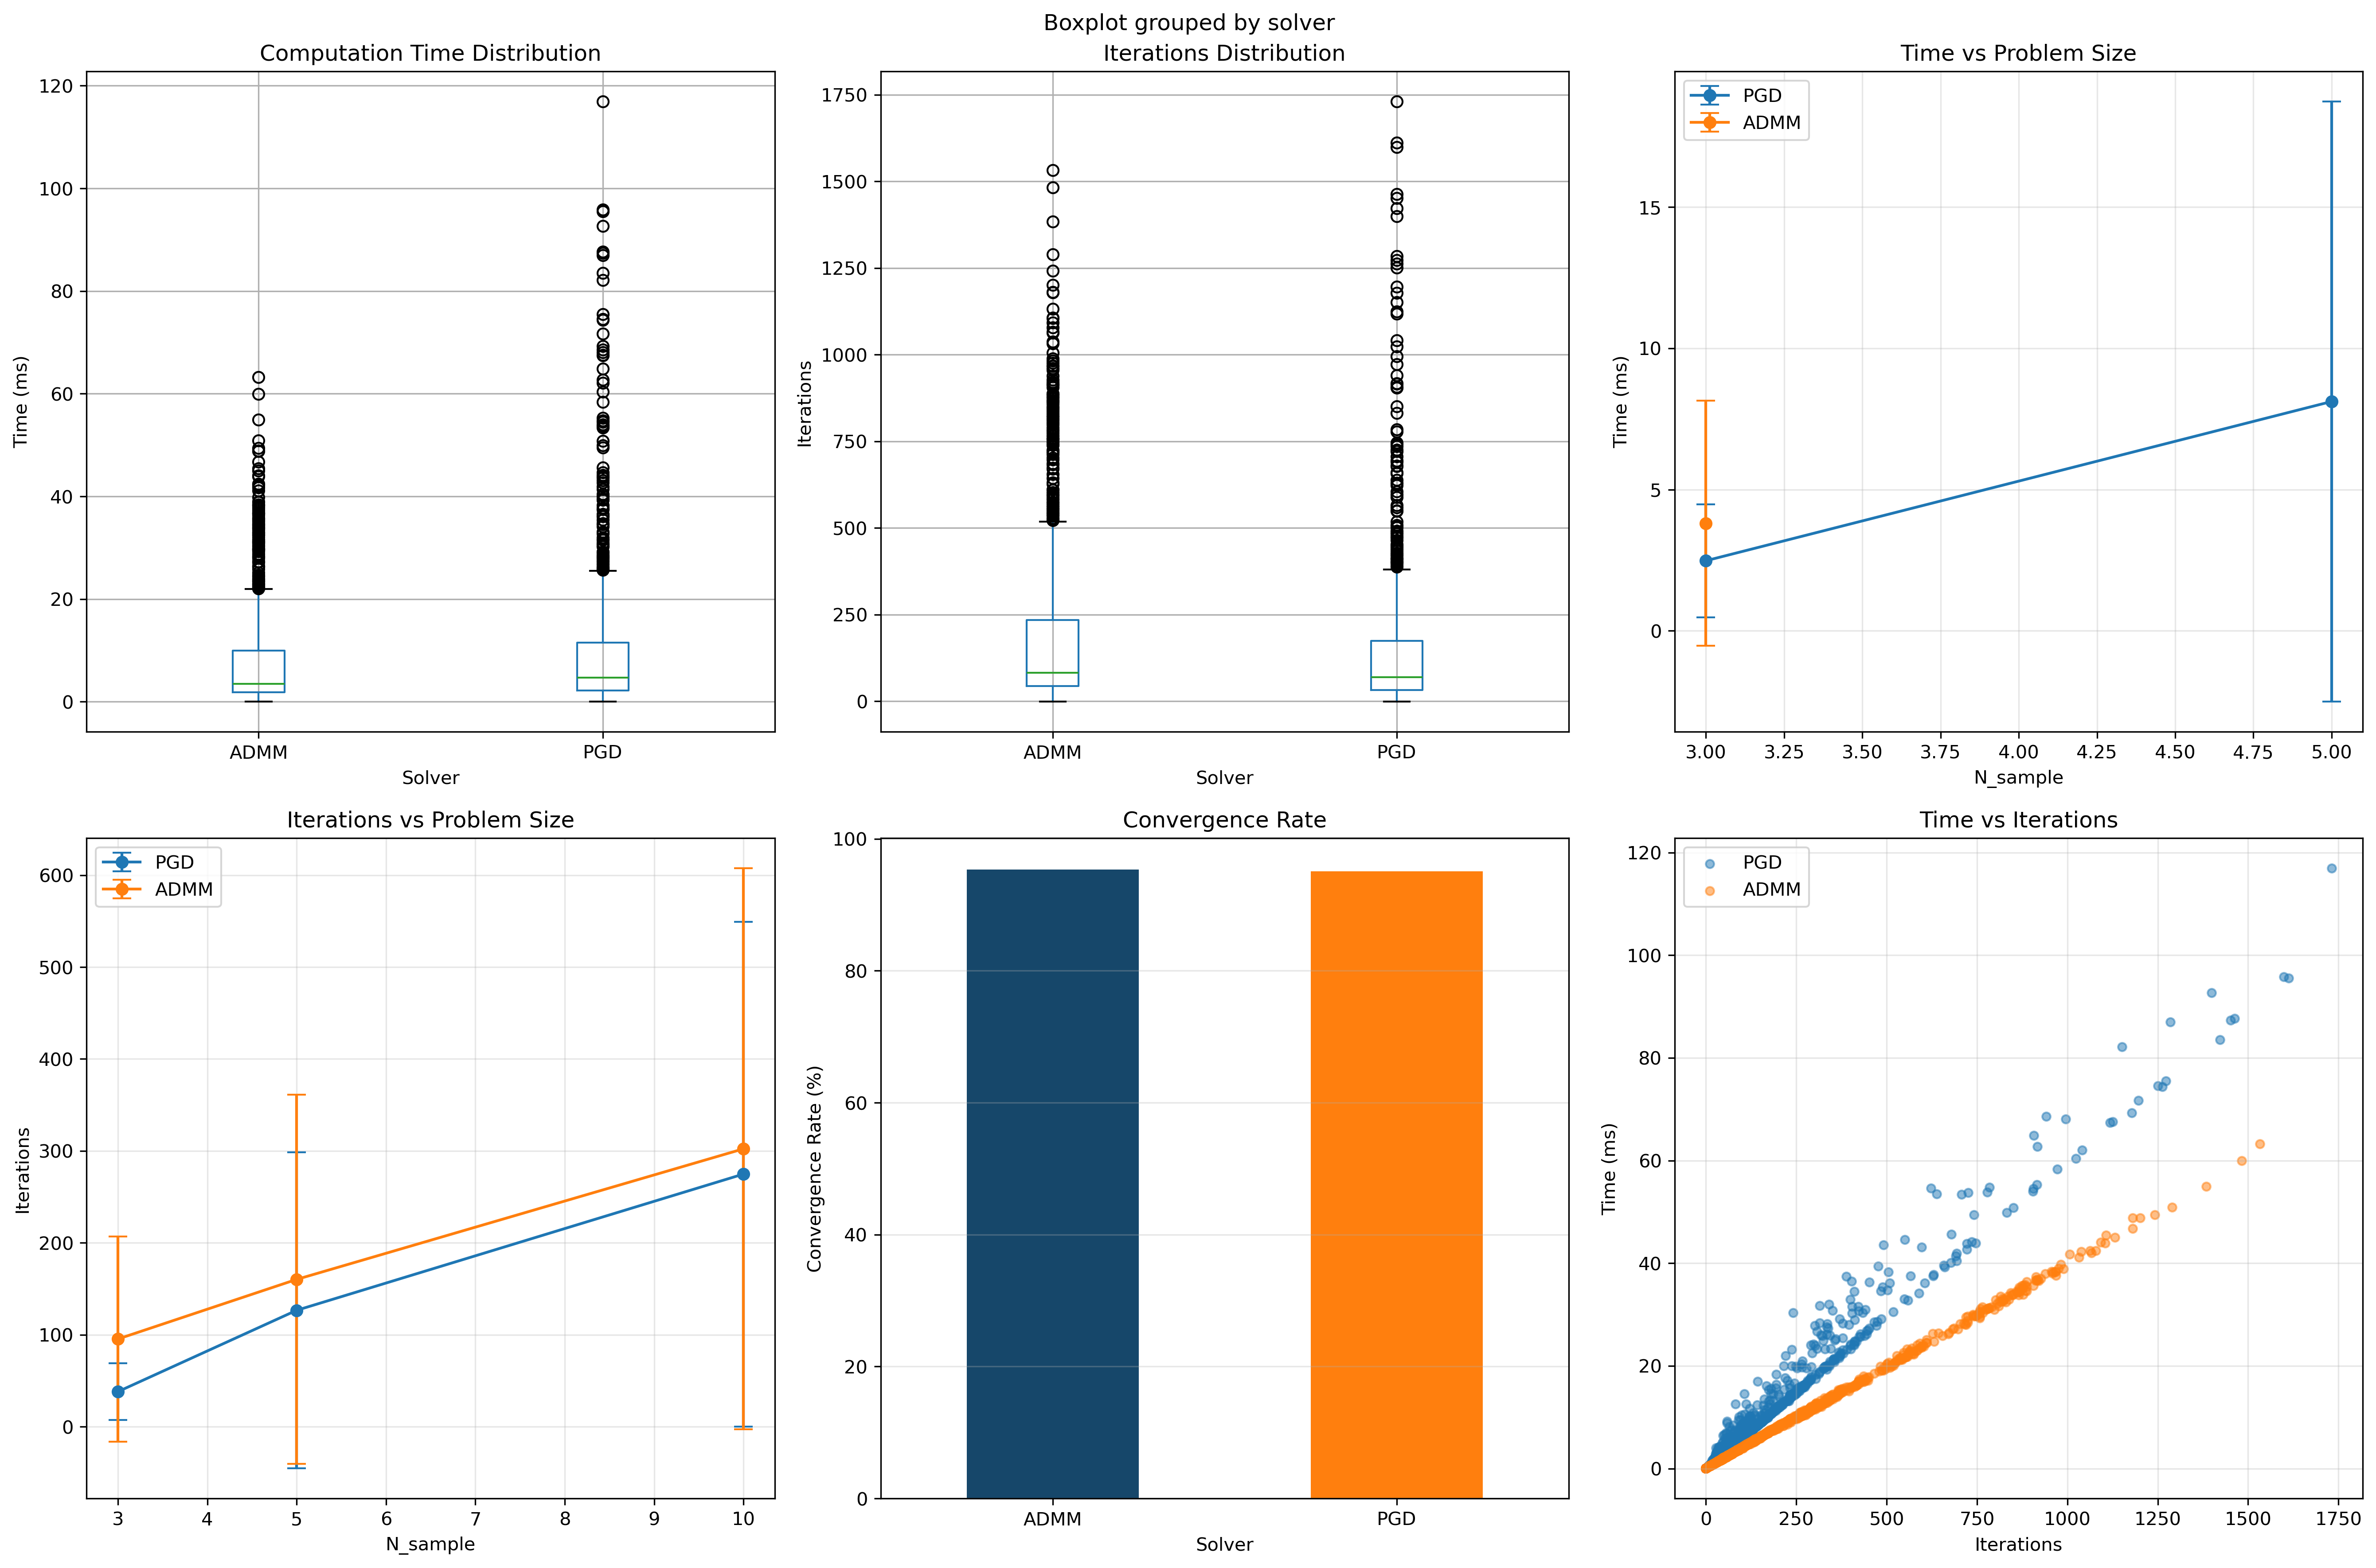 Boxplot grouped by solver
Computation Time Distribution
120
100
80
60
40
20
0
Time (ms)
ADMM
PGD
Solver
Iterations Distribution
1750
1500
1250
1000
750
500
250
0
Iterations
ADMM
PGD
Solver
Time vs Problem Size
PGD
ADMM
15
10
5
0
Time (ms)
3.00 3.25 3.50 3.75 4.00 4.25 4.50 4.75 5.00
N_sample
Iterations vs Problem Size
PGD
ADMM
600
500
400
300
200
100
0
Iterations
3 4 5 6 7 8 9 10
N_sample
Convergence Rate
100
80
60
40
20
0
Convergence Rate (%)
ADMM
PGD
Solver
Time vs Iterations
PGD
ADMM
120
100
80
60
40
20
0
Time (ms)
0 250 500 750 1000 1250 1500 1750
Iterations